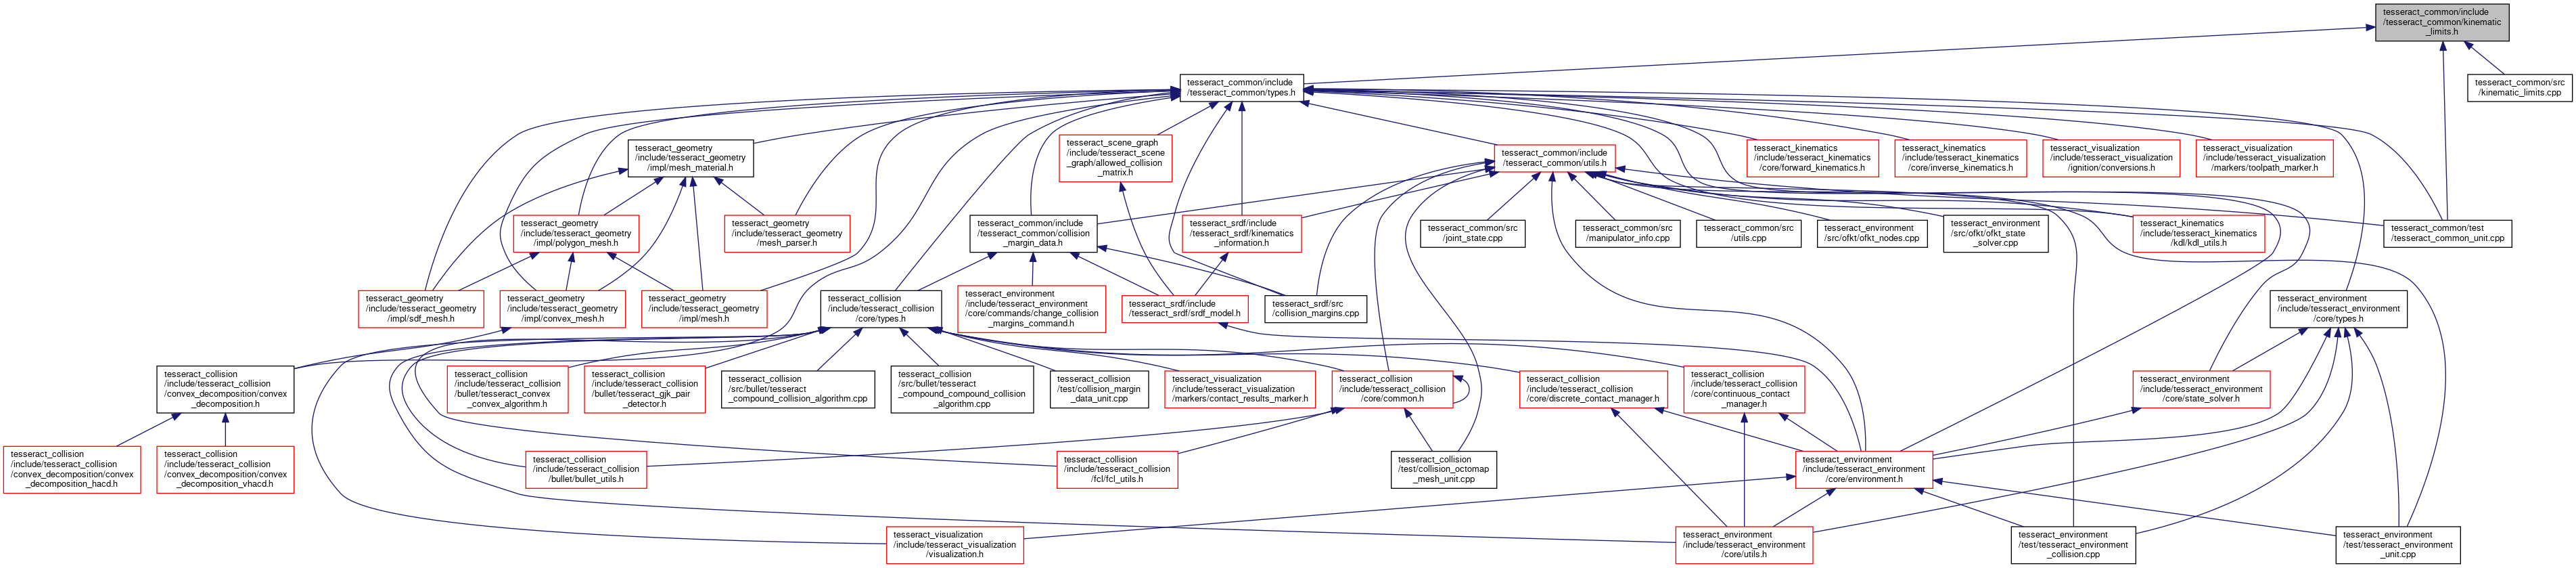 tesseract_common/include
/tesseract_common/kinematic
_limits.h
tesseract_common/include
/tesseract_common/types.h
tesseract_common/src
/kinematic_limits.cpp
tesseract_geometry
/include/tesseract_geometry
/impl/mesh_material.h
tesseract_scene_graph
/include/tesseract_scene
_graph/allowed_collision
_matrix.h
tesseract_common/include
/tesseract_common/utils.h
tesseract_kinematics
/include/tesseract_kinematics
/core/forward_kinematics.h
tesseract_kinematics
/include/tesseract_kinematics
/core/inverse_kinematics.h
tesseract_visualization
/include/tesseract_visualization
/ignition/conversions.h
tesseract_visualization
/include/tesseract_visualization
/markers/toolpath_marker.h
tesseract_geometry
/include/tesseract_geometry
/impl/polygon_mesh.h
tesseract_geometry
/include/tesseract_geometry
/mesh_parser.h
tesseract_common/include
/tesseract_common/collision
_margin_data.h
tesseract_srdf/include
/tesseract_srdf/kinematics
_information.h
tesseract_common/src
/joint_state.cpp
tesseract_common/src
/manipulator_info.cpp
tesseract_common/src
/utils.cpp
tesseract_environment
/src/ofkt/ofkt_nodes.cpp
tesseract_environment
/src/ofkt/ofkt_state
_solver.cpp
tesseract_kinematics
/include/tesseract_kinematics
/kdl/kdl_utils.h
tesseract_common/test
/tesseract_common_unit.cpp
tesseract_geometry
/include/tesseract_geometry
/impl/sdf_mesh.h
tesseract_geometry
/include/tesseract_geometry
/impl/convex_mesh.h
tesseract_geometry
/include/tesseract_geometry
/impl/mesh.h
tesseract_collision
/include/tesseract_collision
/core/types.h
tesseract_environment
/include/tesseract_environment
/core/commands/change_collision
_margins_command.h
tesseract_srdf/include
/tesseract_srdf/srdf_model.h
tesseract_srdf/src
/collision_margins.cpp
tesseract_environment
/include/tesseract_environment
/core/types.h
tesseract_collision
/include/tesseract_collision
/convex_decomposition/convex
_decomposition.h
tesseract_collision
/include/tesseract_collision
/bullet/tesseract_convex
_convex_algorithm.h
tesseract_collision
/include/tesseract_collision
/bullet/tesseract_gjk_pair
_detector.h
tesseract_collision
/src/bullet/tesseract
_compound_collision_algorithm.cpp
tesseract_collision
/src/bullet/tesseract
_compound_compound_collision
_algorithm.cpp
tesseract_collision
/test/collision_margin
_data_unit.cpp
tesseract_visualization
/include/tesseract_visualization
/markers/contact_results_marker.h
tesseract_collision
/include/tesseract_collision
/core/common.h
tesseract_collision
/include/tesseract_collision
/core/discrete_contact_manager.h
tesseract_collision
/include/tesseract_collision
/core/continuous_contact
_manager.h
tesseract_environment
/include/tesseract_environment
/core/state_solver.h
tesseract_collision
/include/tesseract_collision
/convex_decomposition/convex
_decomposition_hacd.h
tesseract_collision
/include/tesseract_collision
/convex_decomposition/convex
_decomposition_vhacd.h
tesseract_collision
/include/tesseract_collision
/bullet/bullet_utils.h
tesseract_collision
/include/tesseract_collision
/fcl/fcl_utils.h
tesseract_collision
/test/collision_octomap
_mesh_unit.cpp
tesseract_environment
/include/tesseract_environment
/core/environment.h
tesseract_visualization
/include/tesseract_visualization
/visualization.h
tesseract_environment
/include/tesseract_environment
/core/utils.h
tesseract_environment
/test/tesseract_environment
_collision.cpp
tesseract_environment
/test/tesseract_environment
_unit.cpp